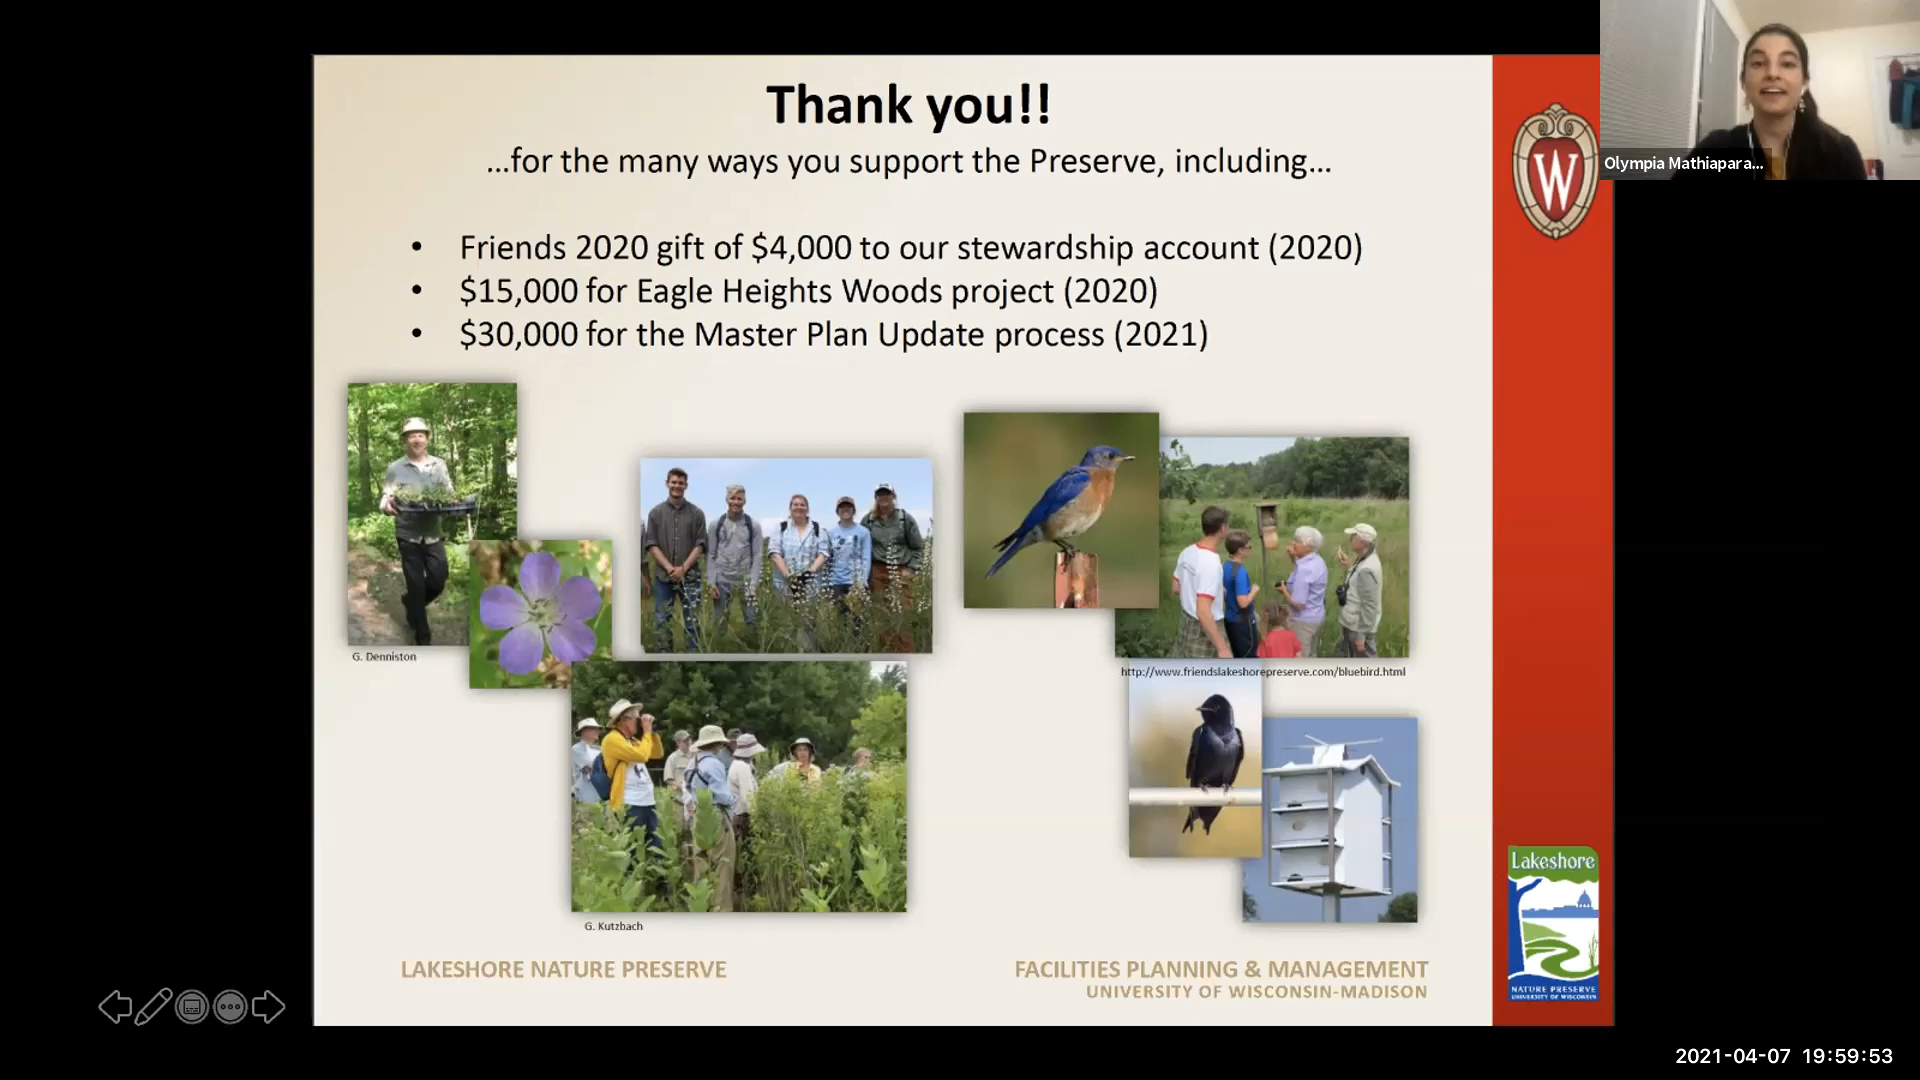 Thank you!!
...for the many ways you support the Preserve, including...
• Friends 2020 gift of $4,000 to our stewardship account (2020)
• $15,000 for Eagle Heights Woods project (2020)
• $30,000 for the Master Plan Update process (2021)
W
Olympia Mathiapara...
G. Denniston
http://www.friendslakeshorepreserve.com/bluebird.html
G. Kutzbach
LAKESHORE NATURE PRESERVE
FACILITIES PLANNING & MANAGEMENT
UNIVERSITY OF WISCONSIN-MADISON
Lakeshore
NATURE PRESERVE
UNIVERSITY OF WISCONSIN
2021-04-07 19:59:53